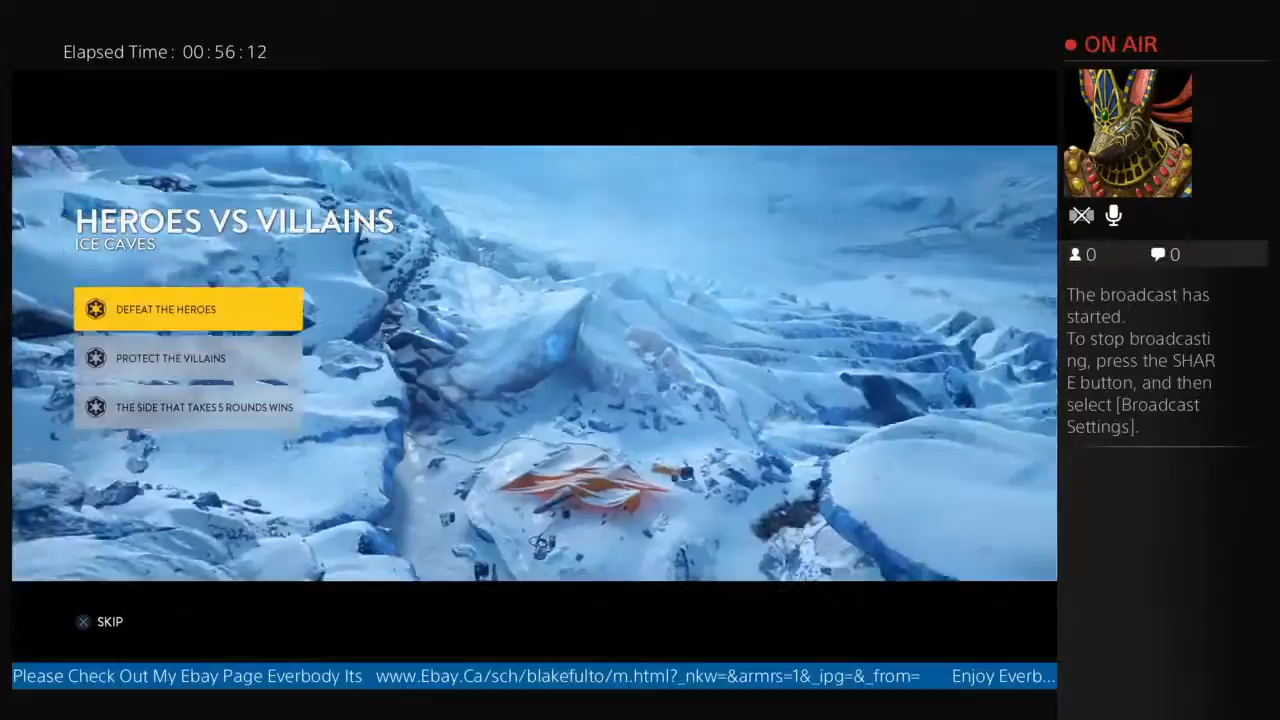 Elapsed Time: 00:56:12
ON AIR
HEROES VS VILLAINS
ICE CAVES
DEFEAT THE HEROES
PROTECT THE VILLAINS
THE SIDE THAT TAKES 5 ROUNDS WINS
SKIP
Please Check Out My Ebay Page Everbody Its www.Ebay.Ca/sch/blakefulto/m.html?_nkw=&armrs=1&_ipg=&_from= Enjoy Everb...
0 0
The broadcast has
started.
To stop broadcasti
ng, press the SHAR
E button, and then
select [Broadcast
Settings].